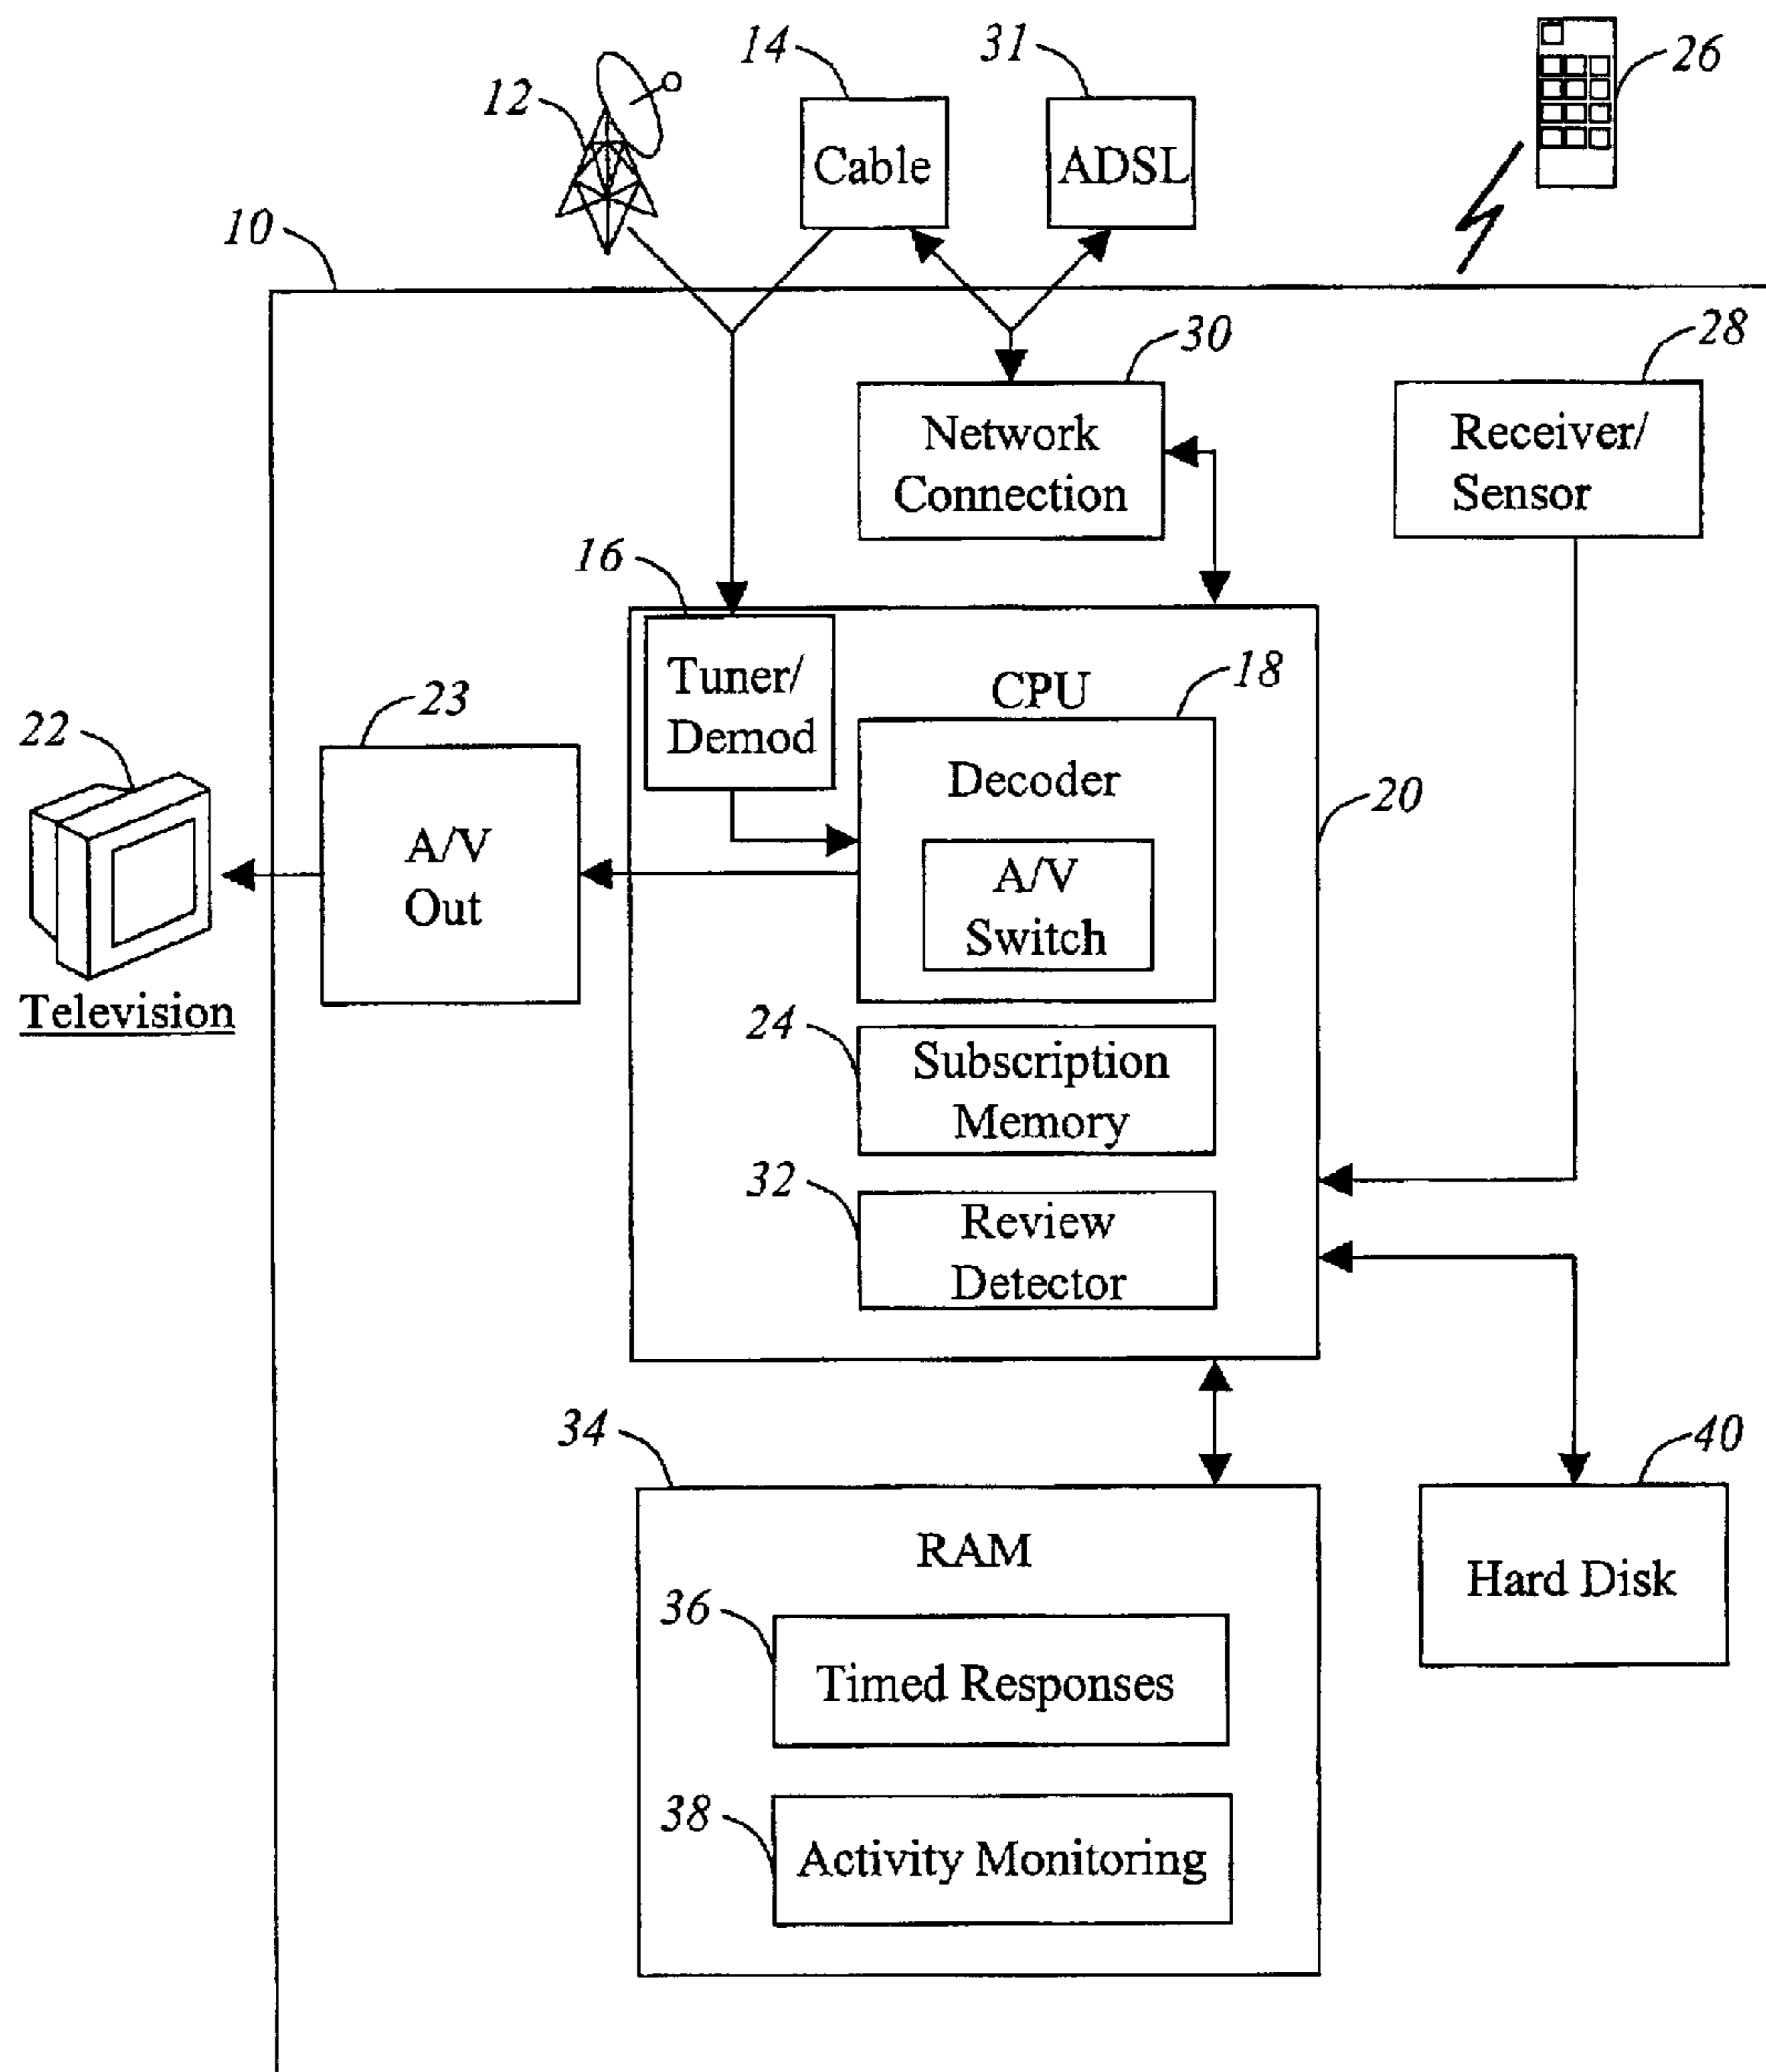 14
31
26
12
Cable
ADSL
10
30
28
Network
Connection
Receiver/
Sensor
16
Tuner/
Demod
CPU
18
23
22
Decoder
20
A/V
Out
A/V
Switch
Television
24
Subscription
Memory
32
Review
Detector
34
40
RAM
Hard Disk
36
Timed Responses
38
Activity Monitoring